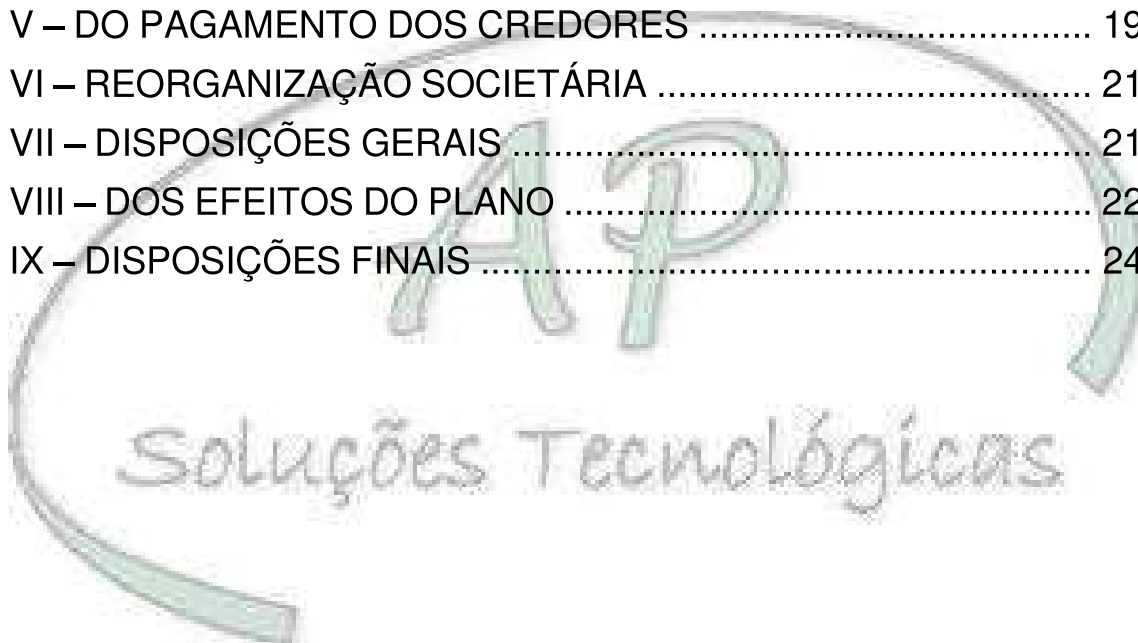 V – DO PAGAMENTO DOS CREDORES ................................... 19
VI – REORGANIZAÇÃO SOCIETÁRIA ....................................... 21
VII – DISPOSIÇÕES GERAIS .................................................... 21
VIII – DOS EFEITOS DO PLANO ................................................ 22
IX – DISPOSIÇÕES FINAIS ....................................................... 24
AP
Soluções Tecnológicas